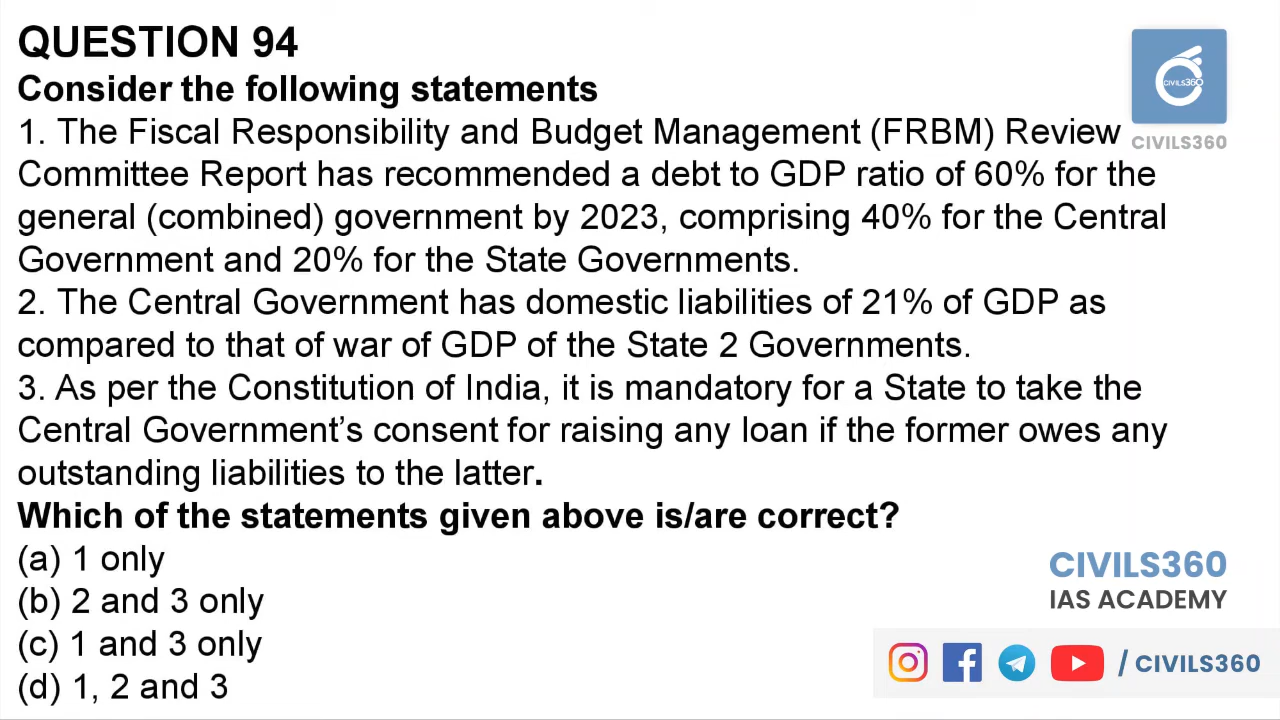 QUESTION 94
Consider the following statements
1. The Fiscal Responsibility and Budget Management (FRBM) Review
Committee Report has recommended a debt to GDP ratio of 60% for the
general (combined) government by 2023, comprising 40% for the Central
Government and 20% for the State Governments.
2. The Central Government has domestic liabilities of 21% of GDP as
compared to that of war of GDP of the State 2 Governments.
3. As per the Constitution of India, it is mandatory for a State to take the
Central Government’s consent for raising any loan if the former owes any
outstanding liabilities to the latter.
Which of the statements given above is/are correct?
(a) 1 only
(b) 2 and 3 only
(c) 1 and 3 only
(d) 1, 2 and 3
CIVILS360
CIVILS360
CIVILS360
IAS ACADEMY
/ CIVILS360